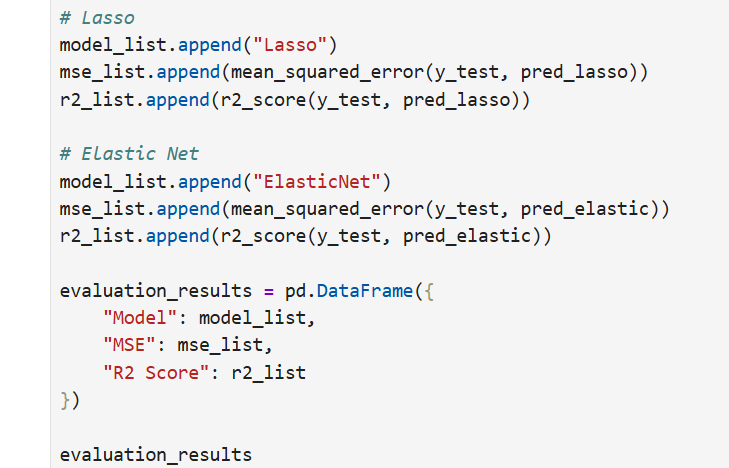 # Lasso
model_list.append("Lasso")
mse_list.append(mean_squared_error(y_test, pred_lasso))
r2_list.append(r2_score(y_test, pred_lasso))
# Elastic Net
model_list.append("ElasticNet")
mse_list.append(mean_squared_error(y_test, pred_elastic))
r2_list.append(r2_score(y_test, pred_elastic))
evaluation_results = pd.DataFrame({
    "Model": model_list,
    "MSE": mse_list,
    "R2 Score": r2_list
})
evaluation_results